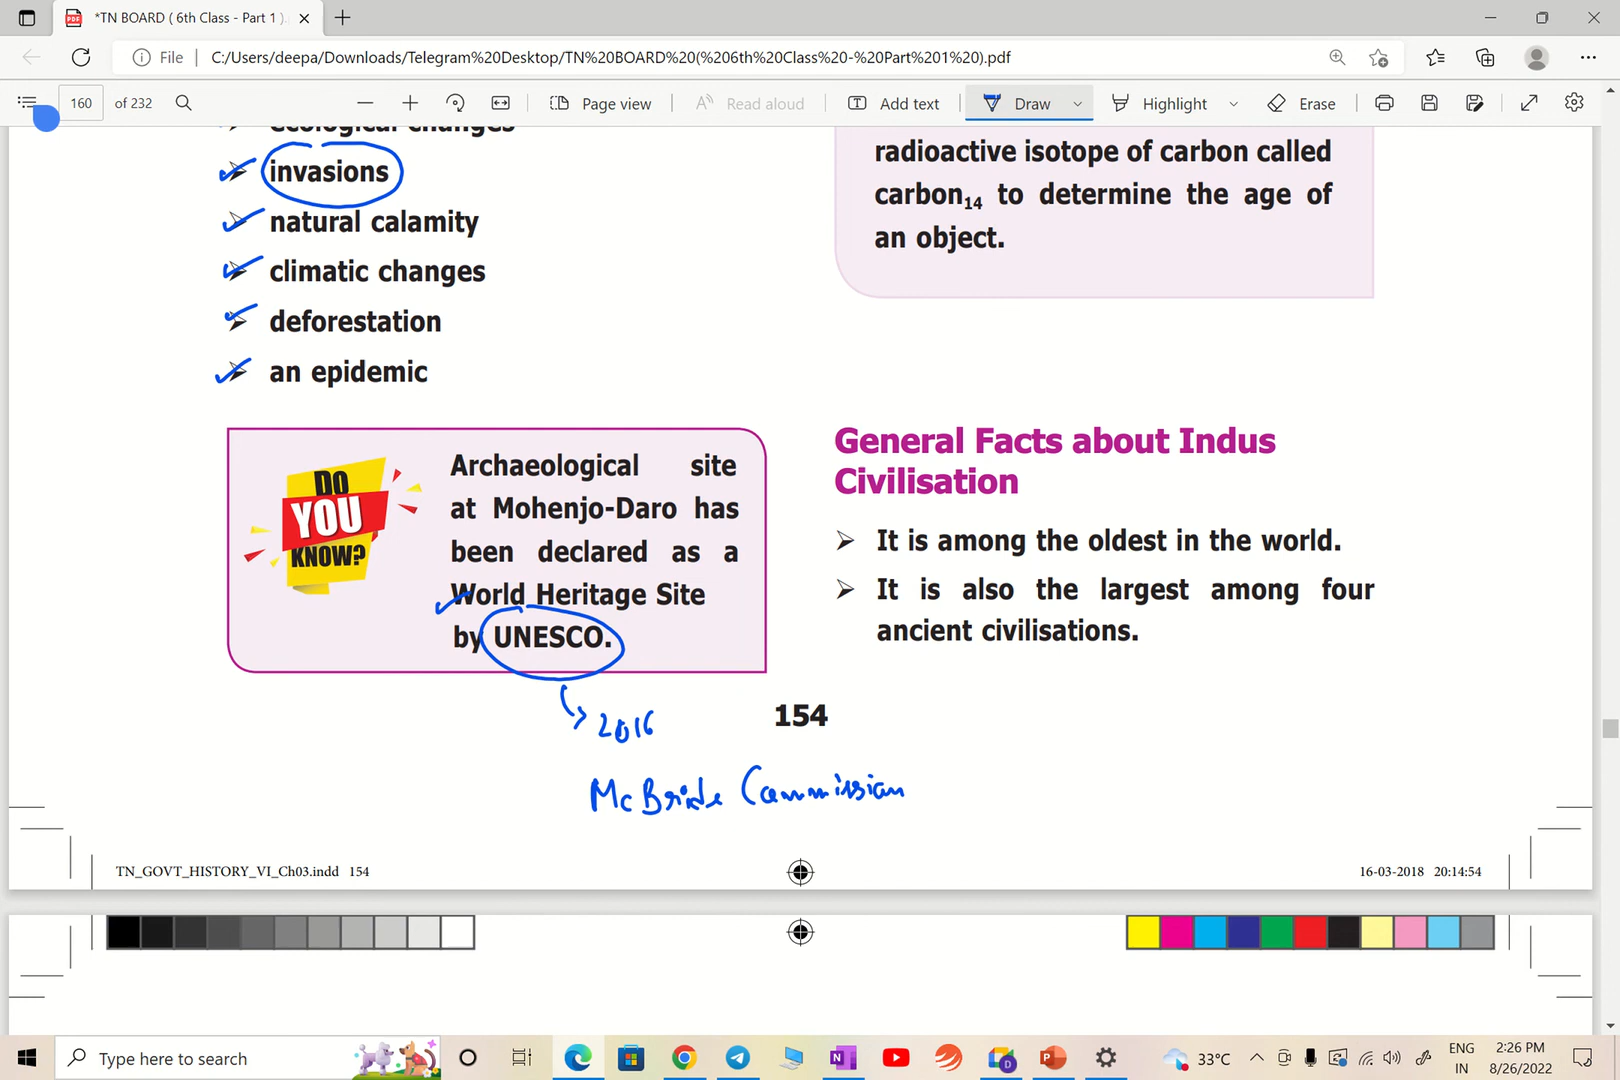 *TN BOARD ( 6th Class - Part 1 ).
File
C:/Users/deepa/Downloads/Telegram%20Desktop/TN%20BOARD%20(%206th%20Class%20-%20Part%201%20).pdf
160 of 232
Page view
Read aloud
Add text
Draw
Highlight
Erase
ecological changes
invasions
natural calamity
climatic changes
deforestation
an epidemic
DO
YOU
KNOW?
Archaeological site
at Mohenjo-Daro has
been declared as a
World Heritage Site
by UNESCO.
2016
McBride Commission
radioactive isotope of carbon called
carbon₁₄ to determine the age of
an object.
General Facts about Indus
Civilisation
It is among the oldest in the world.
It is also the largest among four
ancient civilisations.
154
TN_GOVT_HISTORY_VI_Ch03.indd 154
16-03-2018 20:14:54
Type here to search
33°C
ENG
IN
2:26 PM
8/26/2022